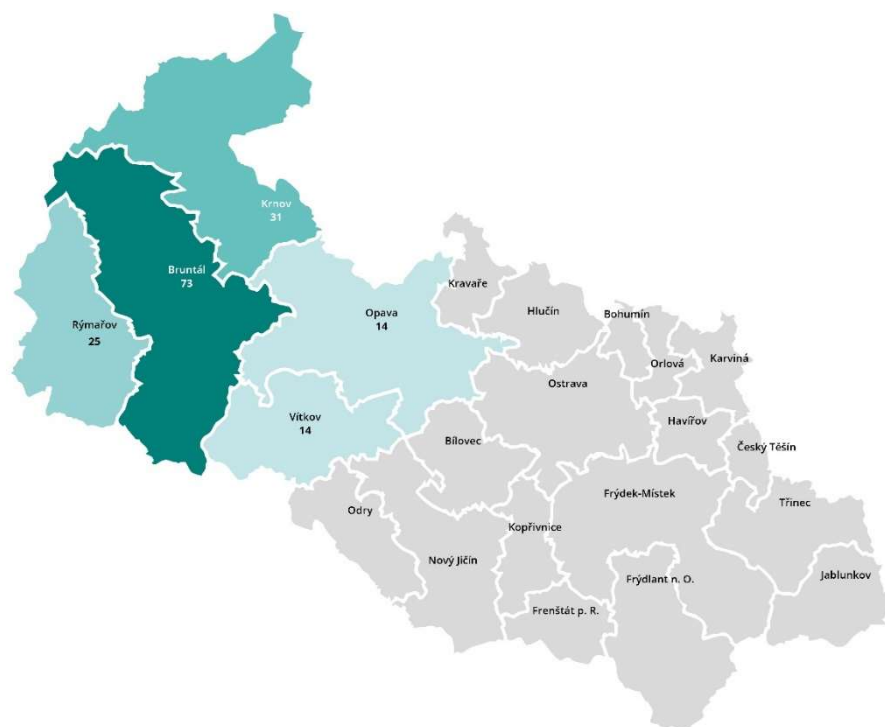 Krnov
31
Bruntál
73
Rýmařov
25
Opava
14
Vítkov
14
Kravaře
Hlučín
Bohumín
Orlová
Karviná
Ostrava
Havířov
Český Těšín
Bílovec
Odry
Nový Jičín
Kopřivnice
Frýdek-Místek
Třinec
Frýdlant n. O.
Jablunkov
Frenštát p. R.